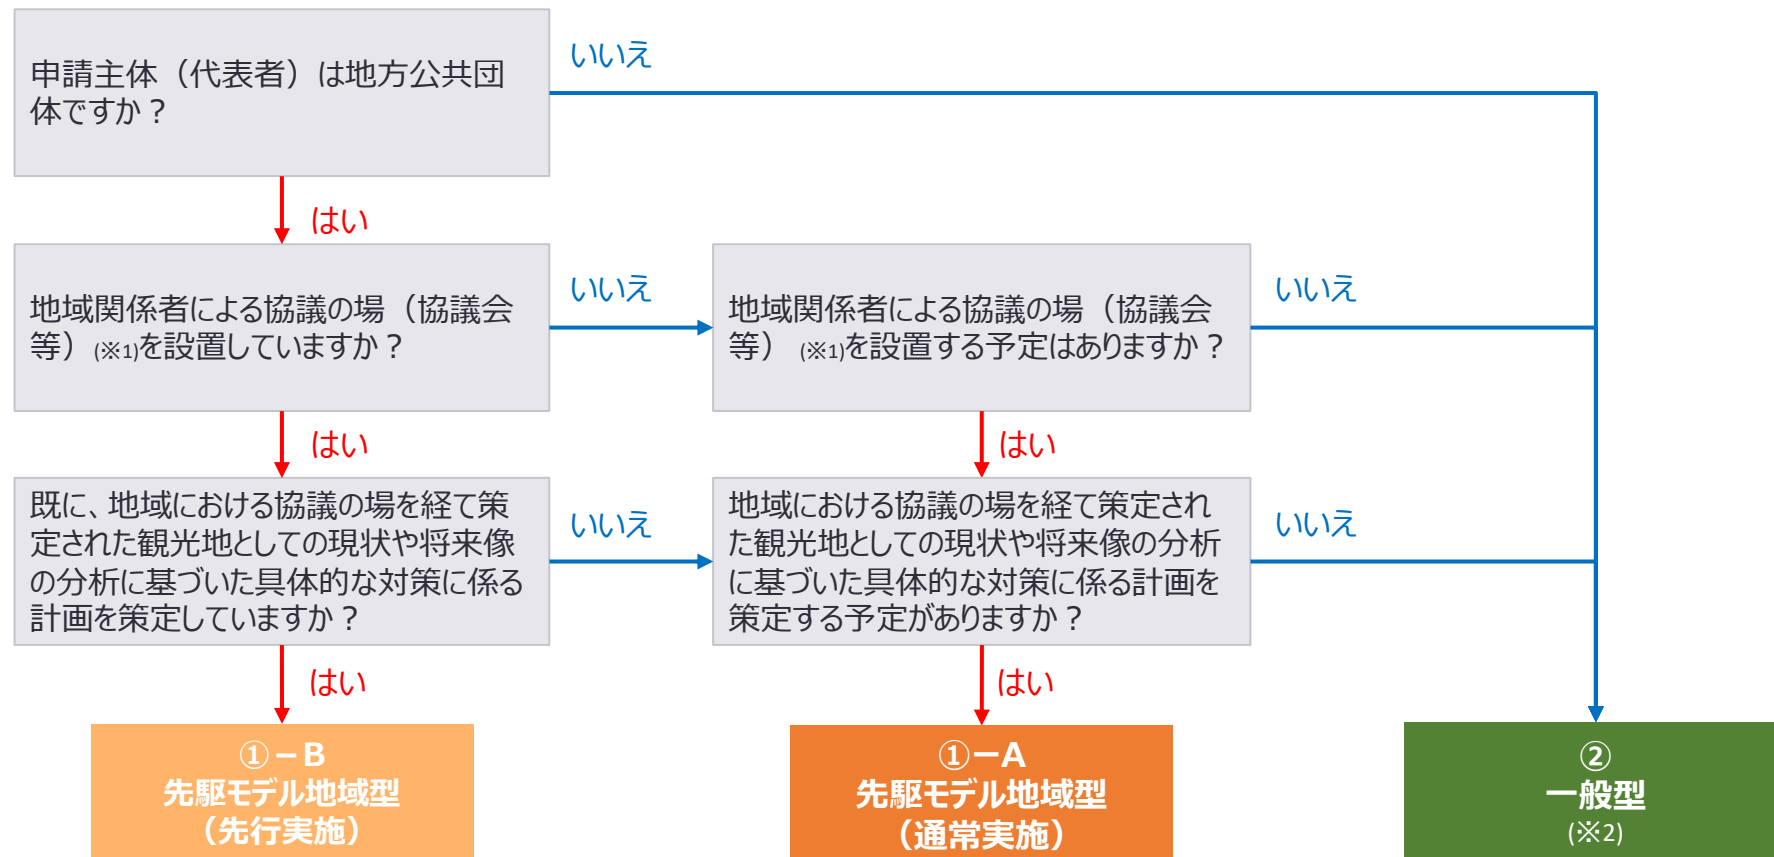 申請主体（代表者）は地方公共団
体ですか？
いいえ
はい
地域関係者による協議の場（協議会
等）(※1)を設置していますか？
いいえ
地域関係者による協議の場（協議会
等）(※1)を設置する予定はありますか？
いいえ
はい
はい
既に、地域における協議の場を経て策
定された観光地としての現状や将来像
の分析に基づいた具体的な対策に係る
計画を策定していますか？
いいえ
地域における協議の場を経て策定され
た観光地としての現状や将来像の分析
に基づいた具体的な対策に係る計画を
策定する予定がありますか？
いいえ
はい
はい
①－B
先駆モデル地域型
（先行実施）
①ーA
先駆モデル地域型
（通常実施）
②
一般型
(※2)